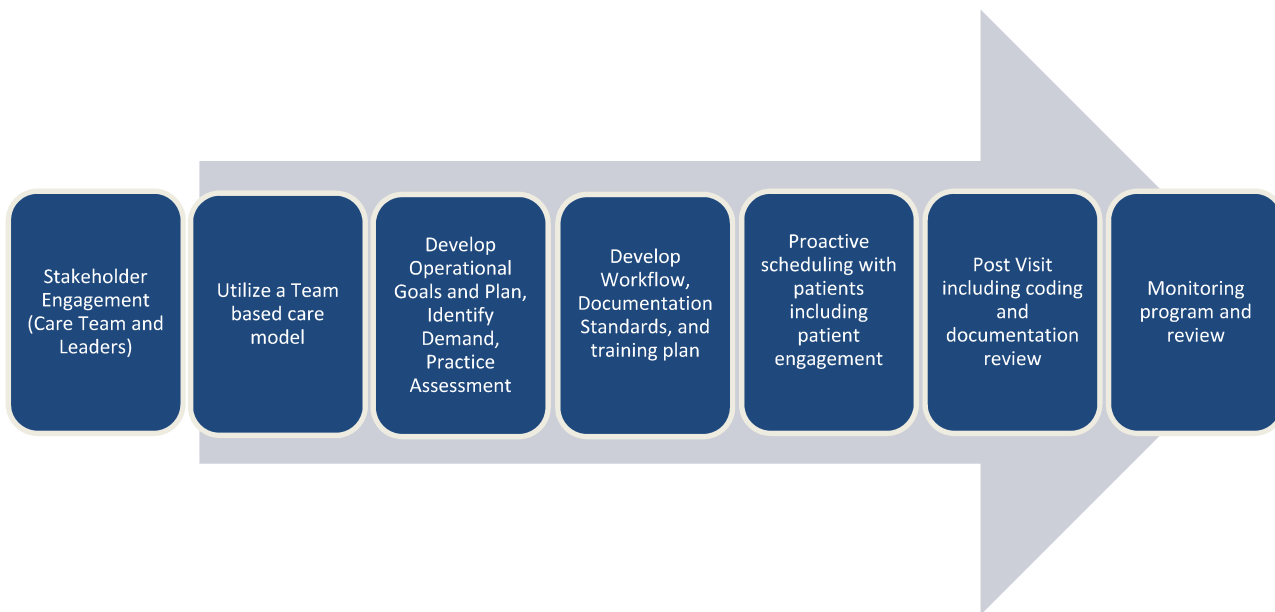 Stakeholder
Engagement
(Care Team and
Leaders)
Utilize a Team
based care
model
Develop
Operational
Goals and Plan,
Identify
Demand,
Practice
Assessment
Develop
Workflow,
Documentation
Standards, and
training plan
Proactive
scheduling with
patients
including
patient
engagement
Post Visit
including coding
and
documentation
review
Monitoring
program and
review